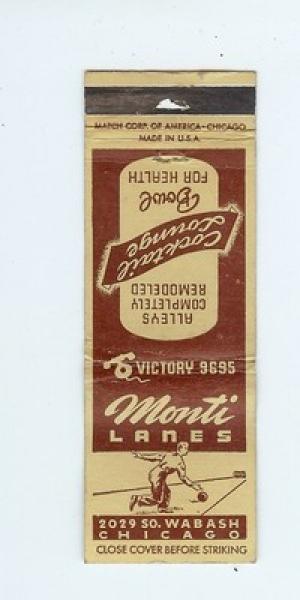 MATCH CORP. OF AMERICA-CHICAGO
MADE IN U.S.A.
ALLEYS
COMPLETELY
REMODELED
Cocktail
Lounge
Bowl
FOR HEALTH
VICTORY 9695
Monti
LANES
2029 SO. WABASH
CHICAGO
CLOSE COVER BEFORE STRIKING